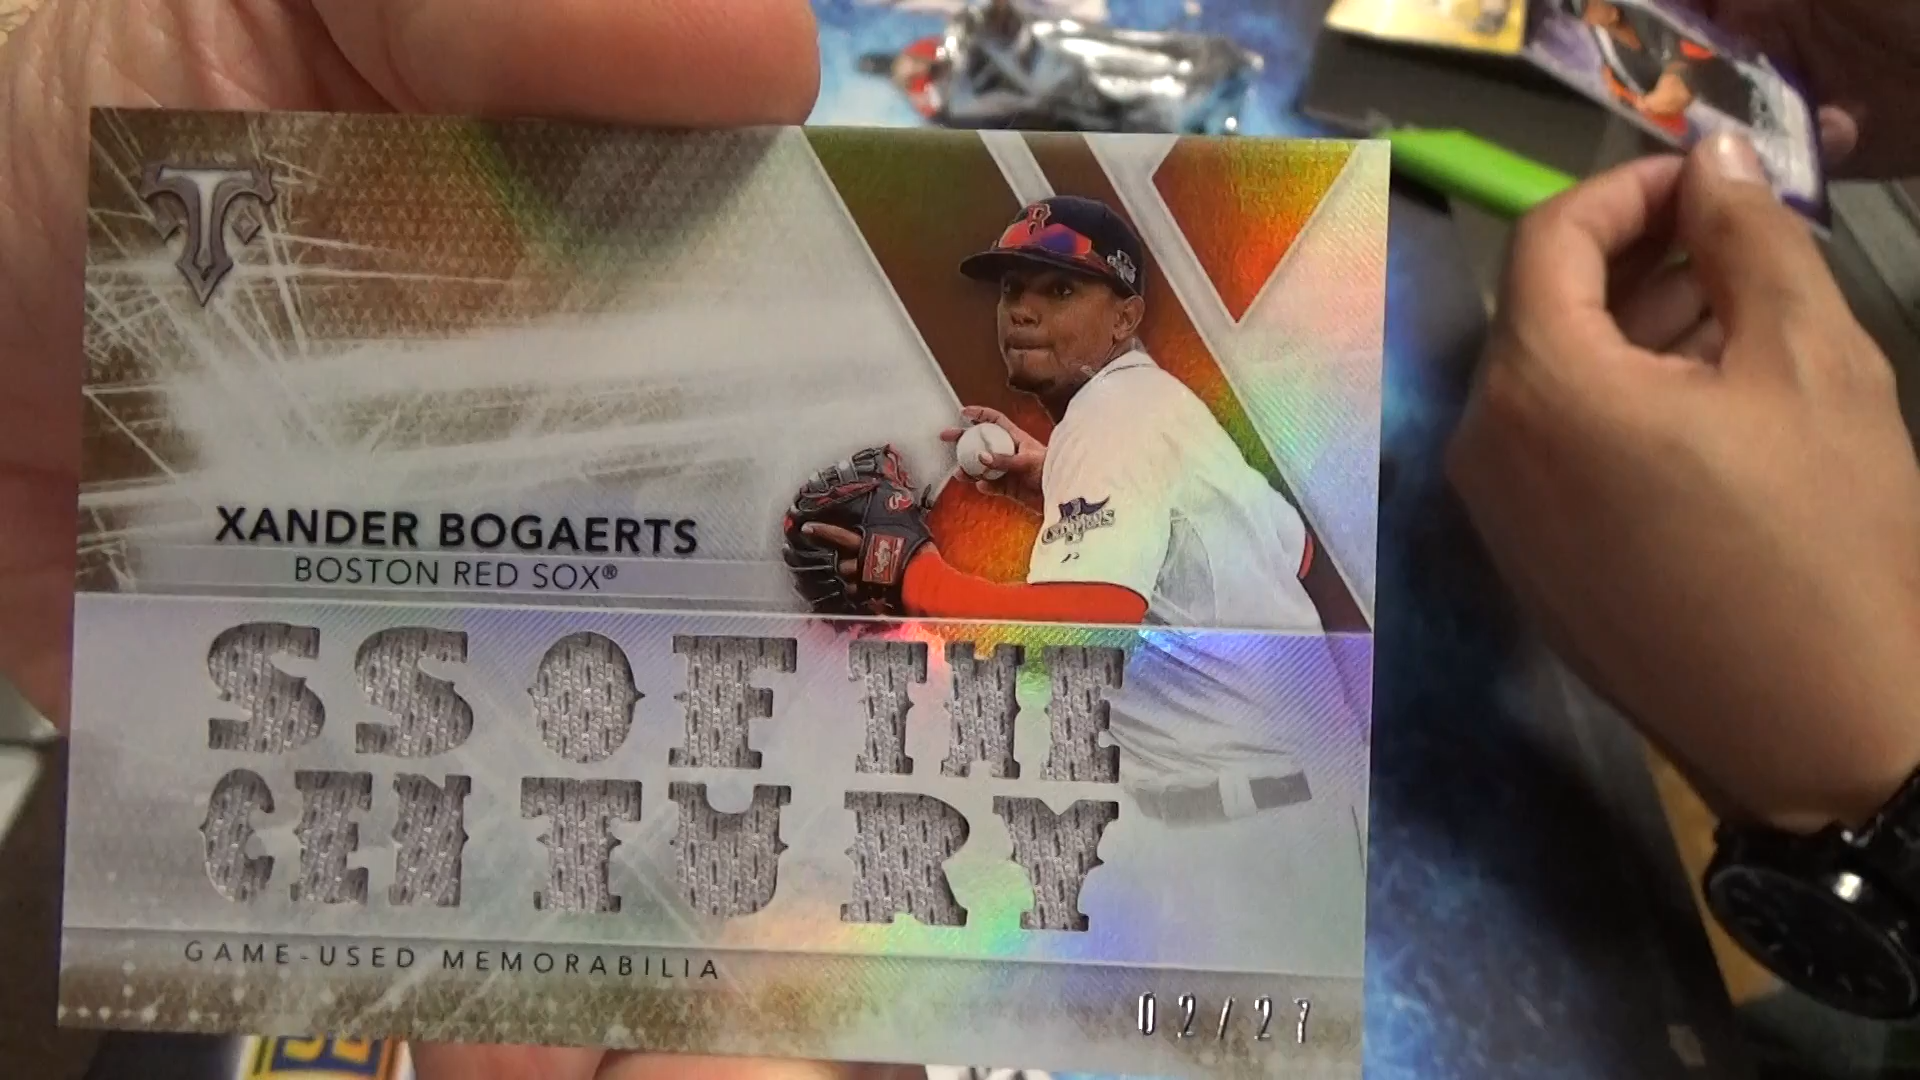 XANDER BOGAERTS
BOSTON RED SOX®
SS OF THE
CENTURY
GAME-USED MEMORABILIA
02/27